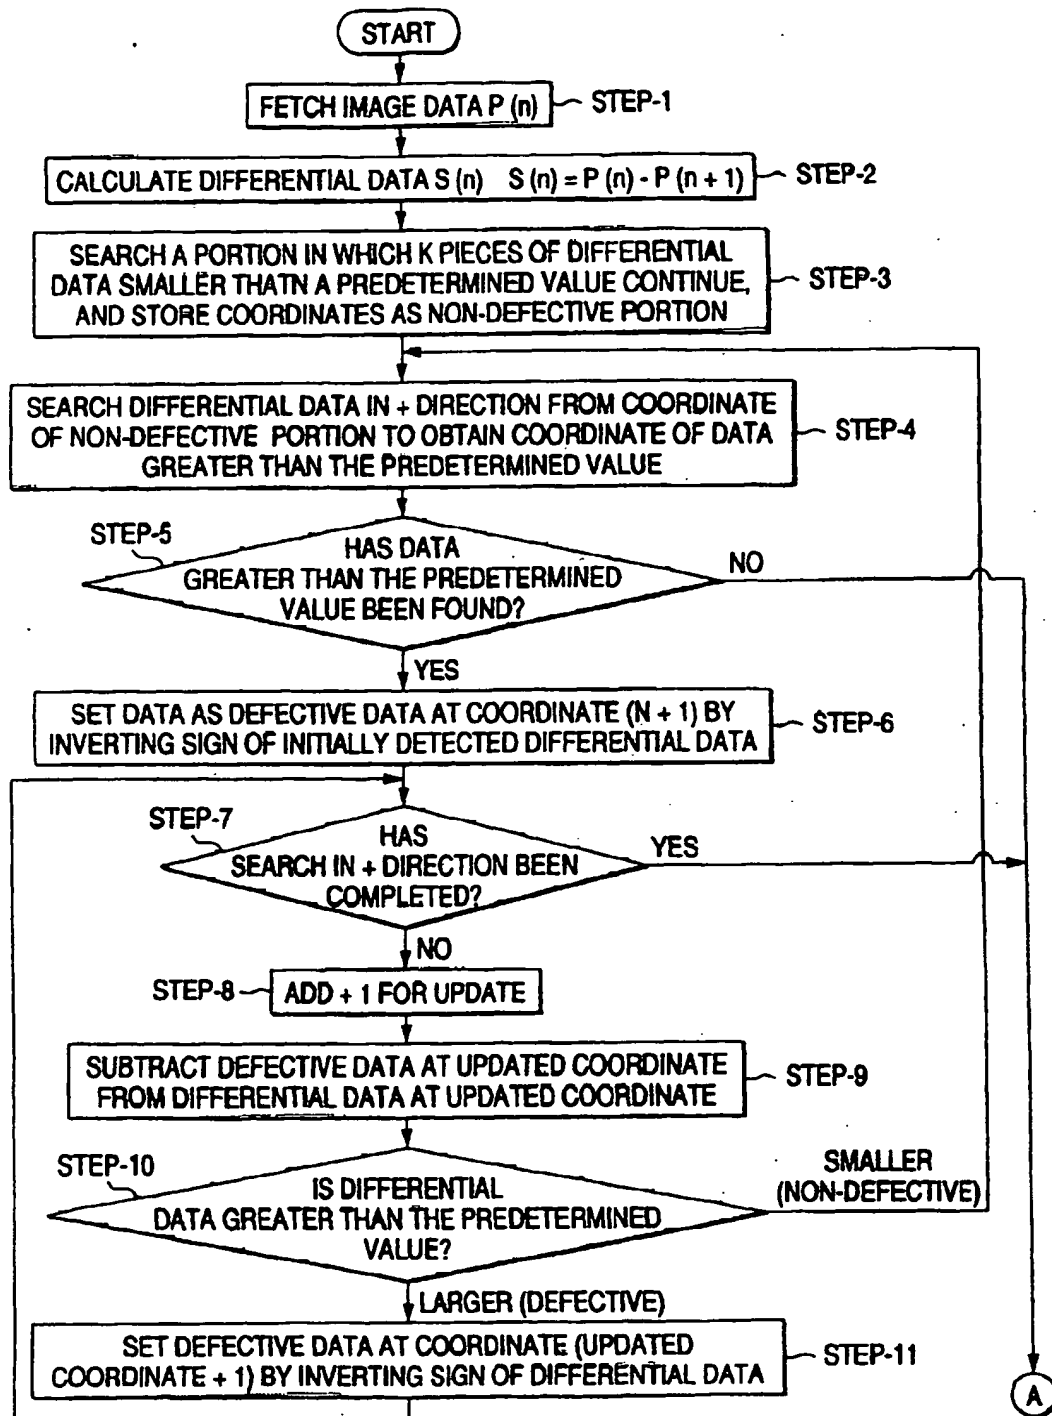 START
FETCH IMAGE DATA P (n)
STEP-1
CALCULATE DIFFERENTIAL DATA S (n) S (n) = P (n) - P (n + 1)
STEP-2
SEARCH A PORTION IN WHICH K PIECES OF DIFFERENTIAL
DATA SMALLER THATN A PREDETERMINED VALUE CONTINUE,
AND STORE COORDINATES AS NON-DEFECTIVE PORTION
STEP-3
SEARCH DIFFERENTIAL DATA IN + DIRECTION FROM COORDINATE
OF NON-DEFECTIVE PORTION TO OBTAIN COORDINATE OF DATA
GREATER THAN THE PREDETERMINED VALUE
STEP-4
STEP-5
HAS DATA
GREATER THAN THE PREDETERMINED
VALUE BEEN FOUND?
NO
YES
SET DATA AS DEFECTIVE DATA AT COORDINATE (N + 1) BY
INVERTING SIGN OF INITIALLY DETECTED DIFFERENTIAL DATA
STEP-6
STEP-7
HAS
SEARCH IN + DIRECTION BEEN
COMPLETED?
YES
NO
STEP-8
ADD + 1 FOR UPDATE
SUBTRACT DEFECTIVE DATA AT UPDATED COORDINATE
FROM DIFFERENTIAL DATA AT UPDATED COORDINATE
STEP-9
STEP-10
IS DIFFERENTIAL
DATA GREATER THAN THE PREDETERMINED
VALUE?
SMALLER
(NON-DEFECTIVE)
LARGER (DEFECTIVE)
SET DEFECTIVE DATA AT COORDINATE (UPDATED
COORDINATE + 1) BY INVERTING SIGN OF DIFFERENTIAL DATA
STEP-11
A